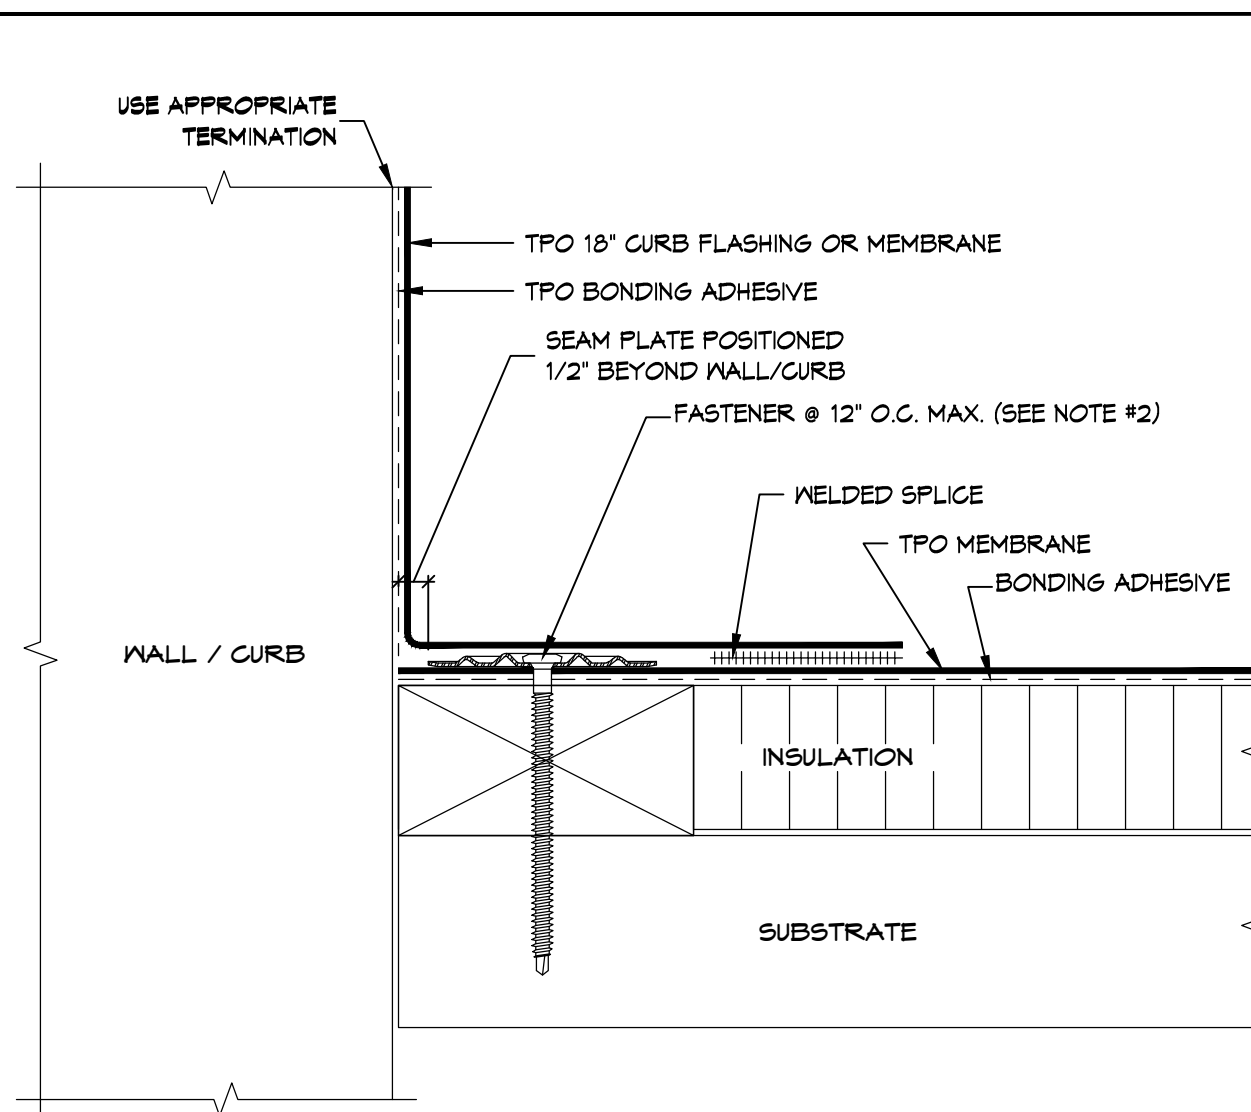 USE APPROPRIATE
TERMINATION
TPO 18" CURB FLASHING OR MEMBRANE
TPO BONDING ADHESIVE
SEAM PLATE POSITIONED
1/2" BEYOND WALL/CURB
FASTENER @ 12" O.C. MAX. (SEE NOTE #2)
WELDED SPLICE
TPO MEMBRANE
BONDING ADHESIVE
WALL / CURB
INSULATION
SUBSTRATE